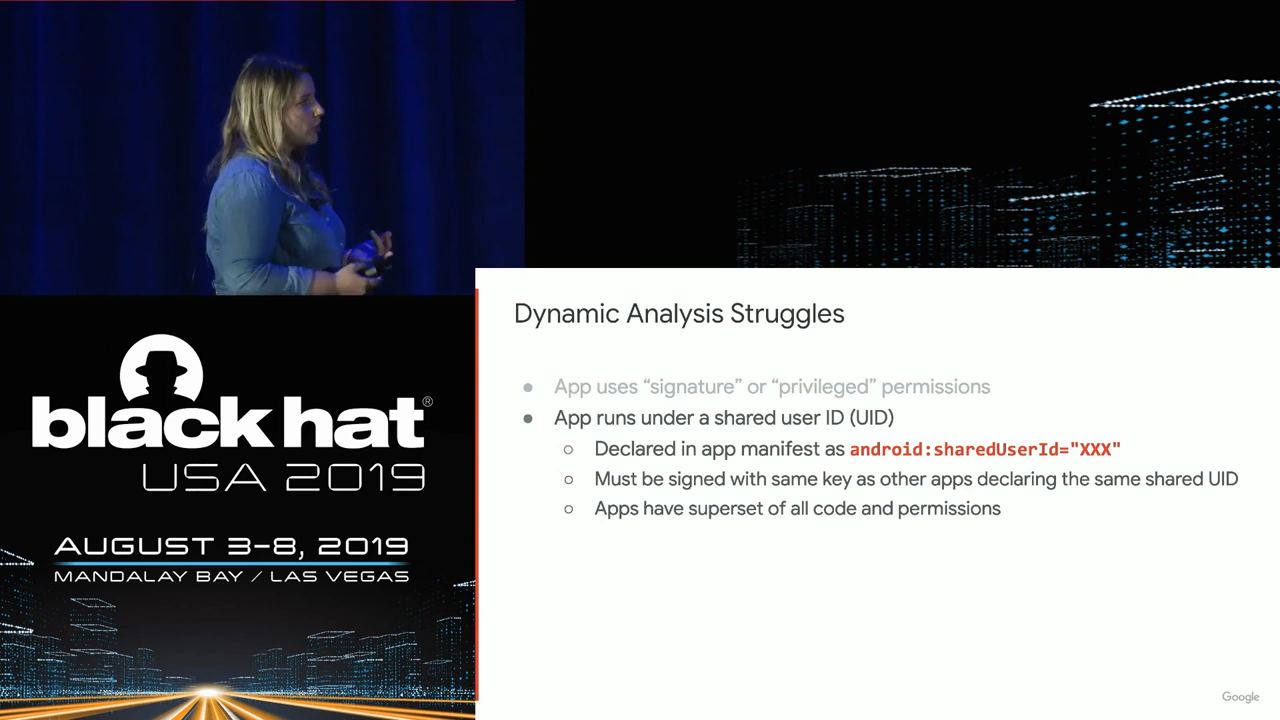 black hat®
USA 2019
AUGUST 3-8, 2019
MANDALAY BAY / LAS VEGAS
Dynamic Analysis Struggles
● App uses “signature” or “privileged” permissions
● App runs under a shared user ID (UID)
○ Declared in app manifest as android:sharedUserId="XXX"
○ Must be signed with same key as other apps declaring the same shared UID
○ Apps have superset of all code and permissions
Google